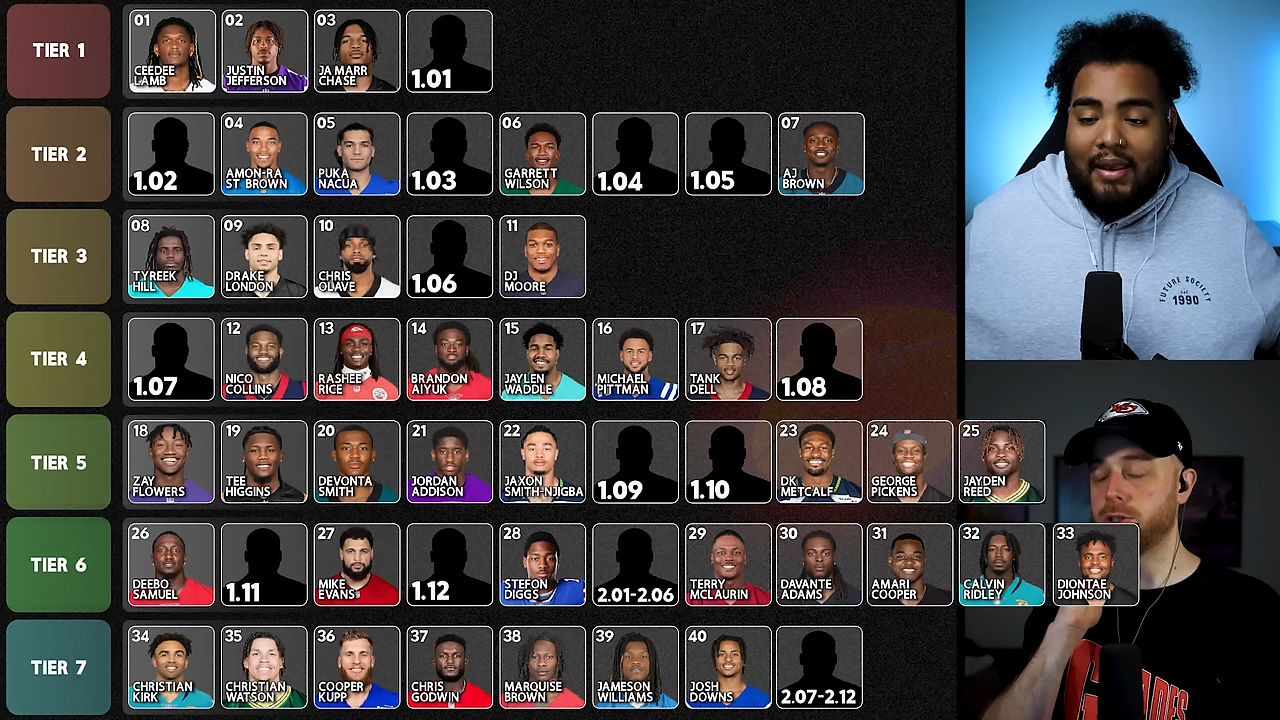 TIER 1
01
CEEDEE
LAMB
02
JUSTIN
JEFFERSON
03
JA MARR
CHASE
1.01
TIER 2
1.02
04
AMON-RA
ST BROWN
05
PUKA
NACUA
1.03
06
GARRETT
WILSON
1.04
1.05
07
AJ
BROWN
TIER 3
08
TYREEK
HILL
09
DRAKE
LONDON
10
CHRIS
OLAVE
1.06
11
DJ
MOORE
TIER 4
1.07
12
NICO
COLLINS
13
RASHEE
RICE
14
BRANDON
AIYUK
15
JAYLEN
WADDLE
16
MICHAEL
PITTMAN
17
TANK
DELL
1.08
TIER 5
18
ZAY
FLOWERS
19
TEE
HIGGINS
20
DEVONTA
SMITH
21
JORDAN
ADDISON
22
JAXON
SMITH-NJIGBA
1.09
1.10
23
DK
METCALF
24
GEORGE
PICKENS
25
JAYDEN
REED
TIER 6
26
DEEBO
SAMUEL
1.11
27
MIKE
EVANS
1.12
28
STEFON
DIGGS
2.01-2.06
29
TERRY
MCLAURIN
30
DAVANTE
ADAMS
31
AMARI
COOPER
32
CALVIN
RIDLEY
33
DIONTAE
JOHNSON
TIER 7
34
CHRISTIAN
KIRK
35
CHRISTIAN
WATSON
36
COOPER
KUPP
37
CHRIS
GODWIN
38
MARQUISE
BROWN
39
JAMESON
WILLIAMS
40
JOSH
DOWNS
2.07-2.12
FUTURE SOCIETY
est.
1990
KC